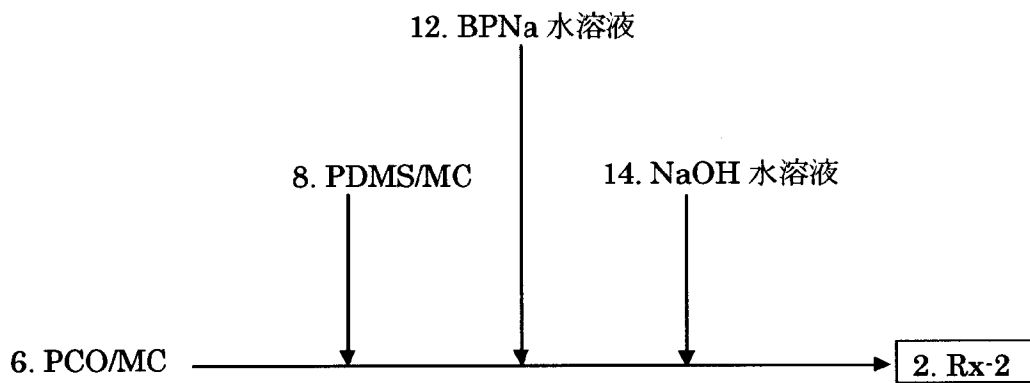 12. BPNa 水溶液
8. PDMS/MC
14. NaOH 水溶液
6. PCO/MC
2. Rx-2